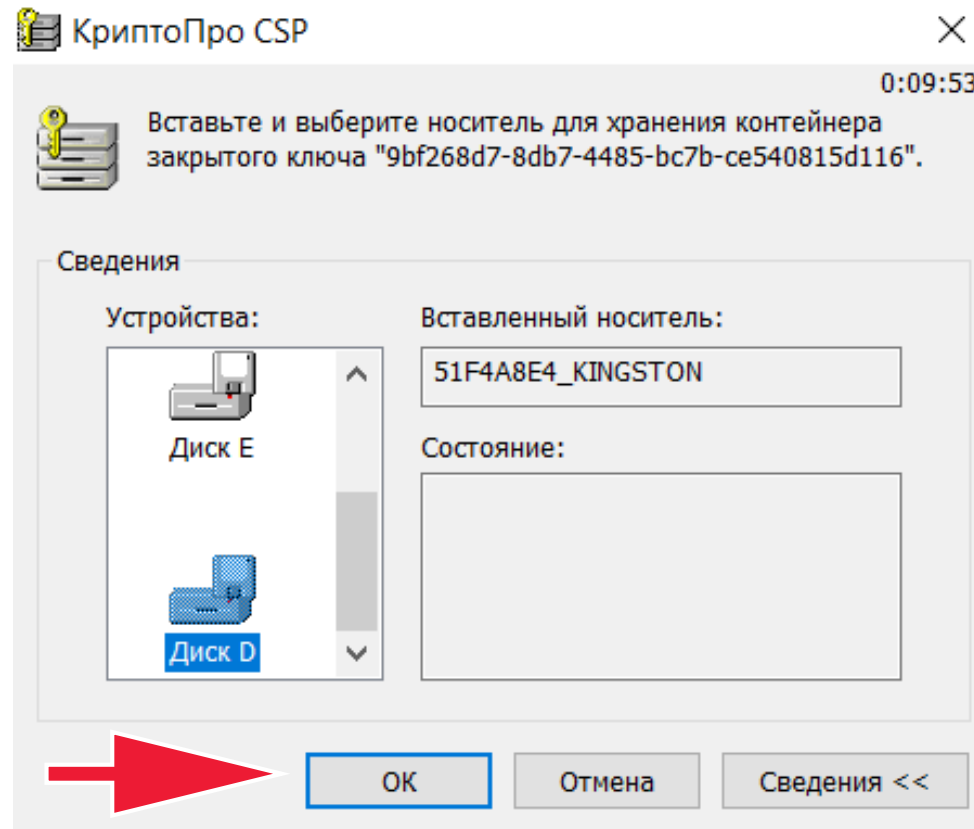 КриптоПро CSP
0:09:53
Вставьте и выберите носитель для хранения контейнера
закрытого ключа "9bf268d7-8db7-4485-bc7b-ce540815d116".
Сведения
Устройства:
Вставленный носитель:
51F4A8E4_KINGSTON
Диск E
Состояние:
Диск D
ОК
Отмена
Сведения <<